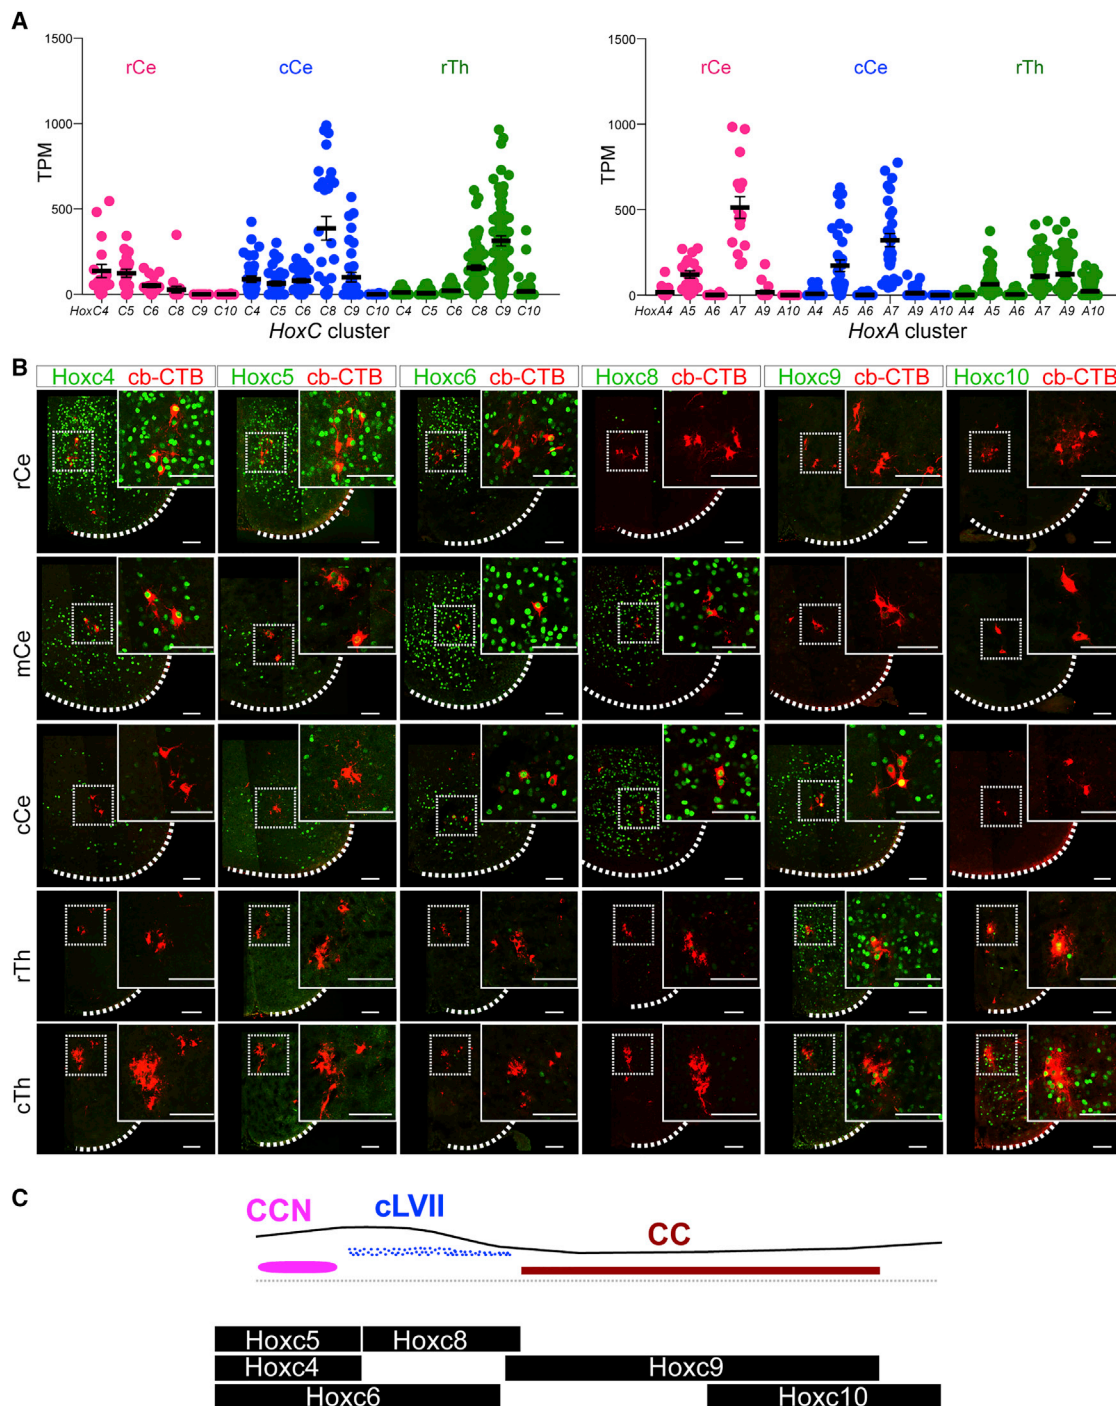 A
1500
1000
500
0
TPM
rCe
cCe
rTh
HoxC4 C5 C6 C8 C9 C10 C4 C5 C6 C8 C9 C10 C4 C5 C6 C8 C9 C10
HoxC cluster
1500
1000
500
0
TPM
rCe
cCe
rTh
HoxA4 A5 A6 A7 A9 A10 A4 A5 A6 A7 A9 A10 A4 A5 A6 A7 A9 A10
HoxA cluster
B
Hoxc4 cb-CTB
Hoxc5 cb-CTB
Hoxc6 cb-CTB
Hoxc8 cb-CTB
Hoxc9 cb-CTB
Hoxc10 cb-CTB
rCe
mCe
cCe
rTh
cTh
C
CCN
cLVII
CC
Hoxc5
Hoxc8
Hoxc4
Hoxc9
Hoxc6
Hoxc10